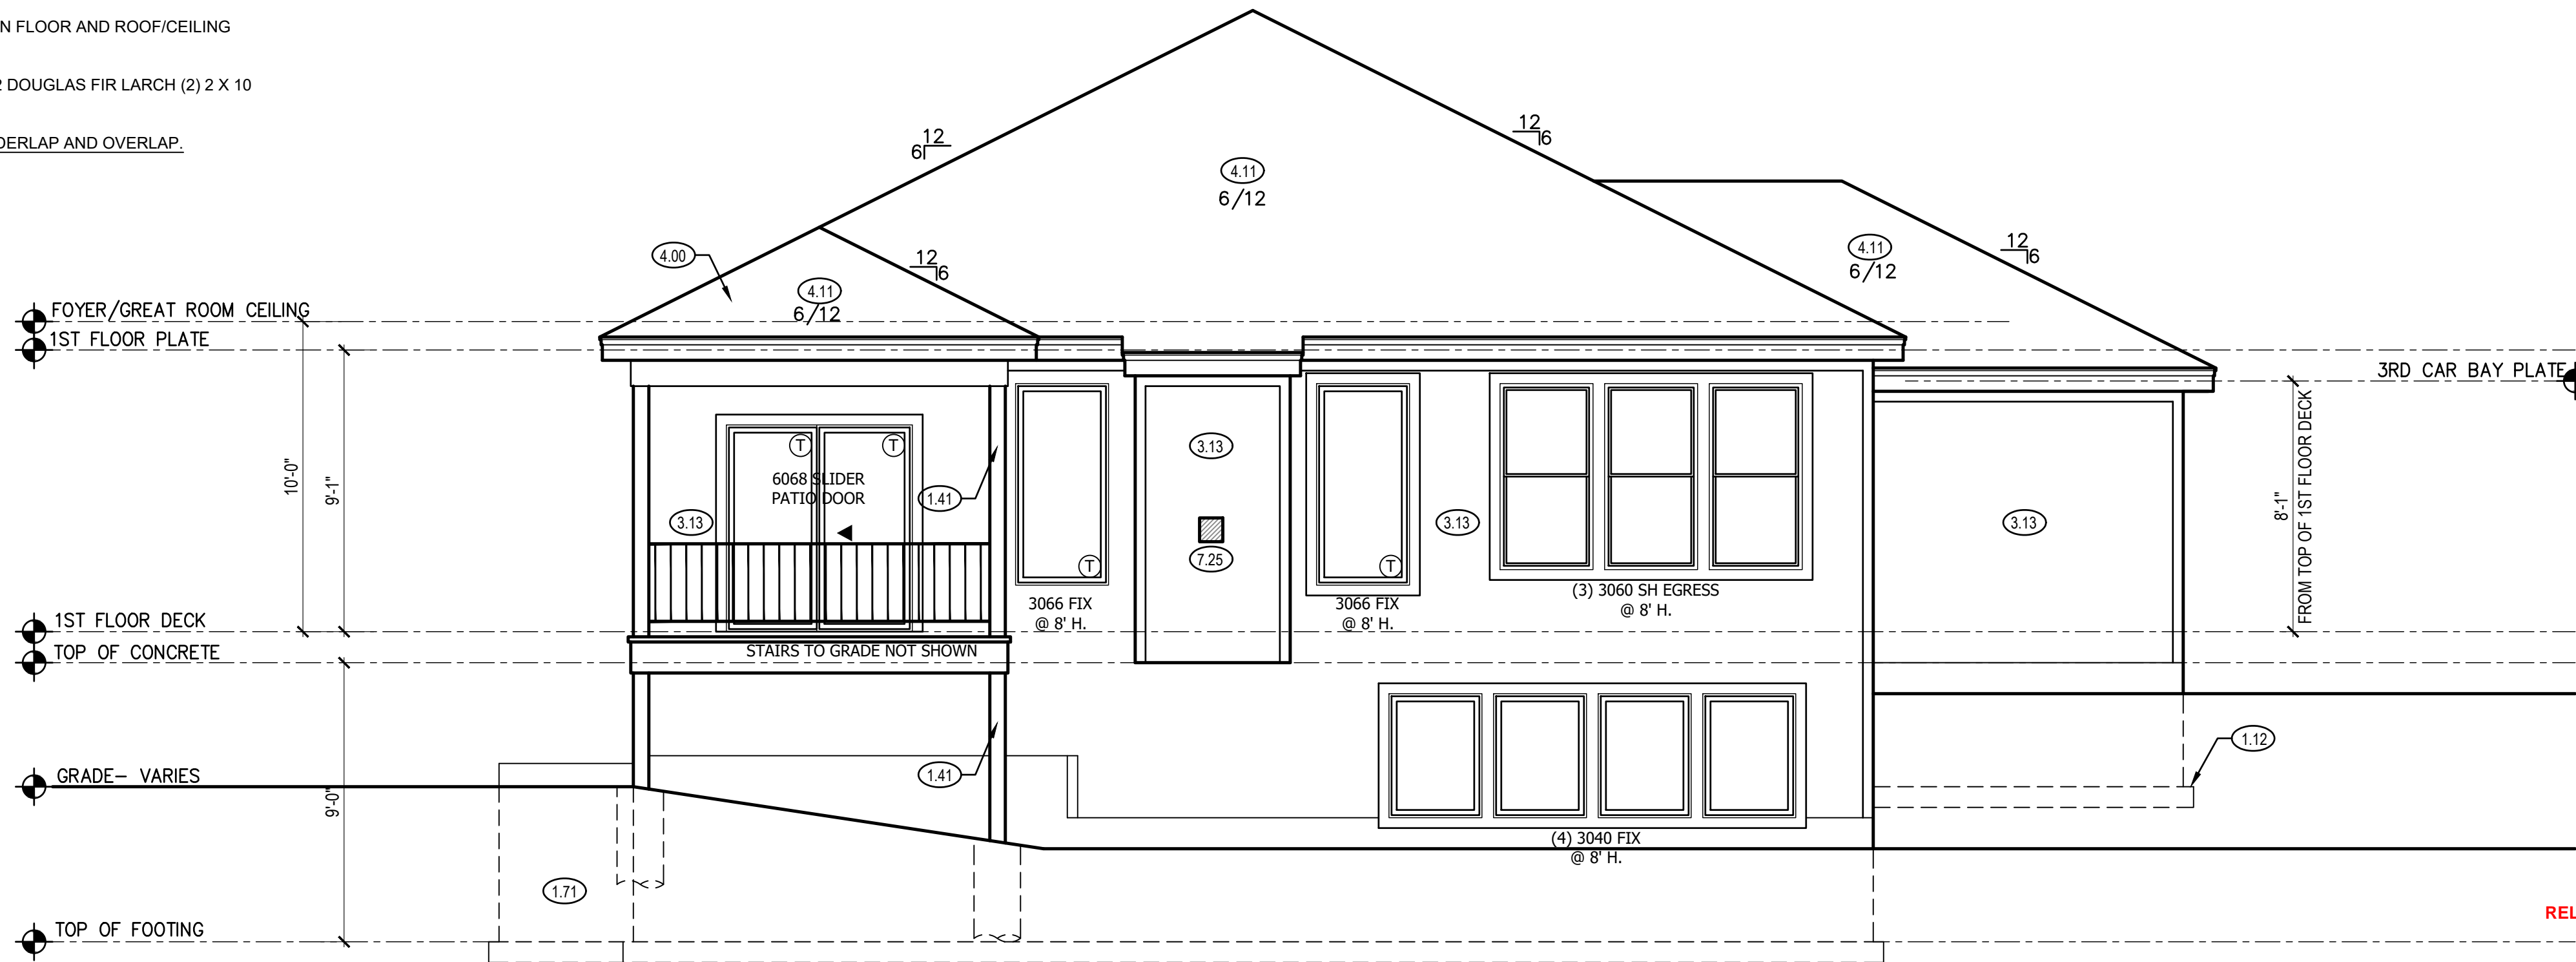 N FLOOR AND ROOF/CEILING
2 DOUGLAS FIR LARCH (2) 2 X 10
DERLAP AND OVERLAP.
12
6
12
6
4.11
6/12
12
6
4.00
12
6
4.11
6/12
4.11
6/12
FOYER/GREAT ROOM CEILING
1ST FLOOR PLATE
3RD CAR BAY PLATE
10'-0"
9'-1"
8'-1"
FROM TOP OF 1ST FLOOR DECK
T
T
6068 SLIDER
PATIO DOOR
1.41
3.13
3.13
3.13
3.13
7.25
T
T
3066 FIX
@ 8' H.
3066 FIX
@ 8' H.
(3) 3060 SH EGRESS
@ 8' H.
1ST FLOOR DECK
TOP OF CONCRETE
STAIRS TO GRADE NOT SHOWN
1.12
1.41
GRADE- VARIES
9'-0"
(4) 3040 FIX
@ 8' H.
1.71
REL
TOP OF FOOTING